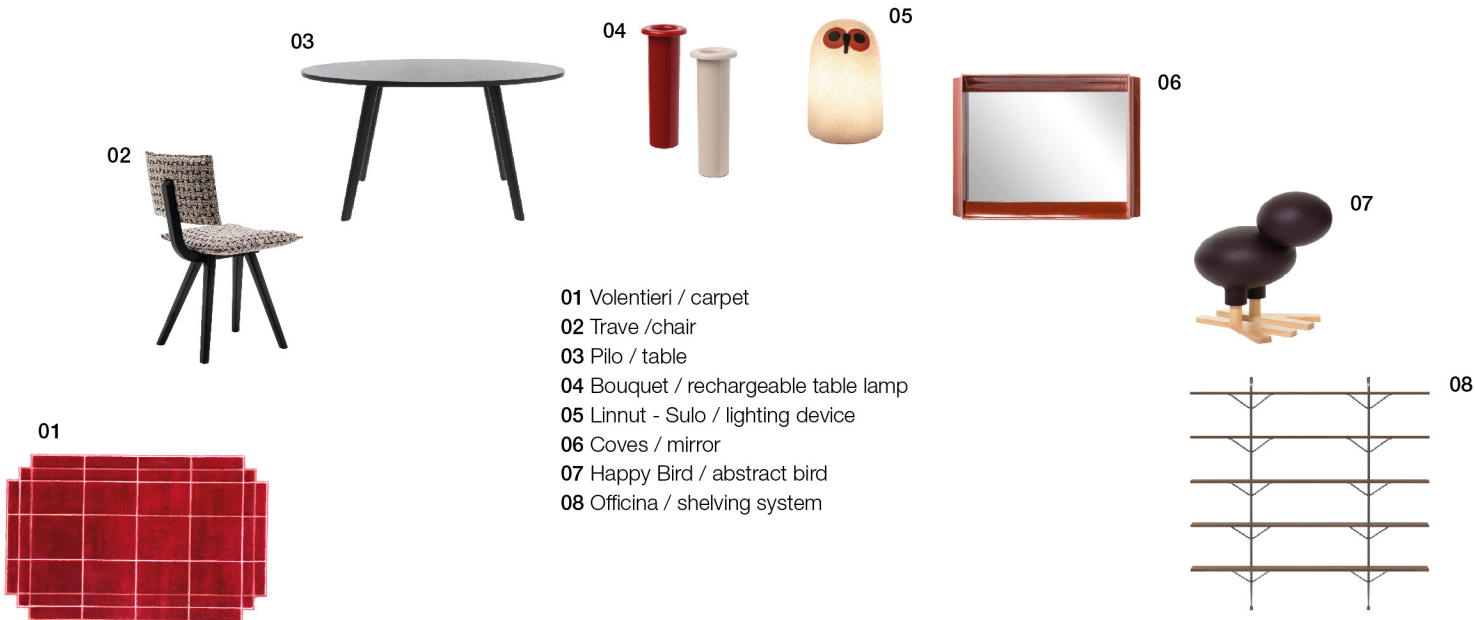 03
04
05
06
02
07
08
01
01 Volentieri / carpet
02 Trave /chair
03 Pilo / table
04 Bouquet / rechargeable table lamp
05 Linnut - Sulo / lighting device
06 Coves / mirror
07 Happy Bird / abstract bird
08 Officina / shelving system